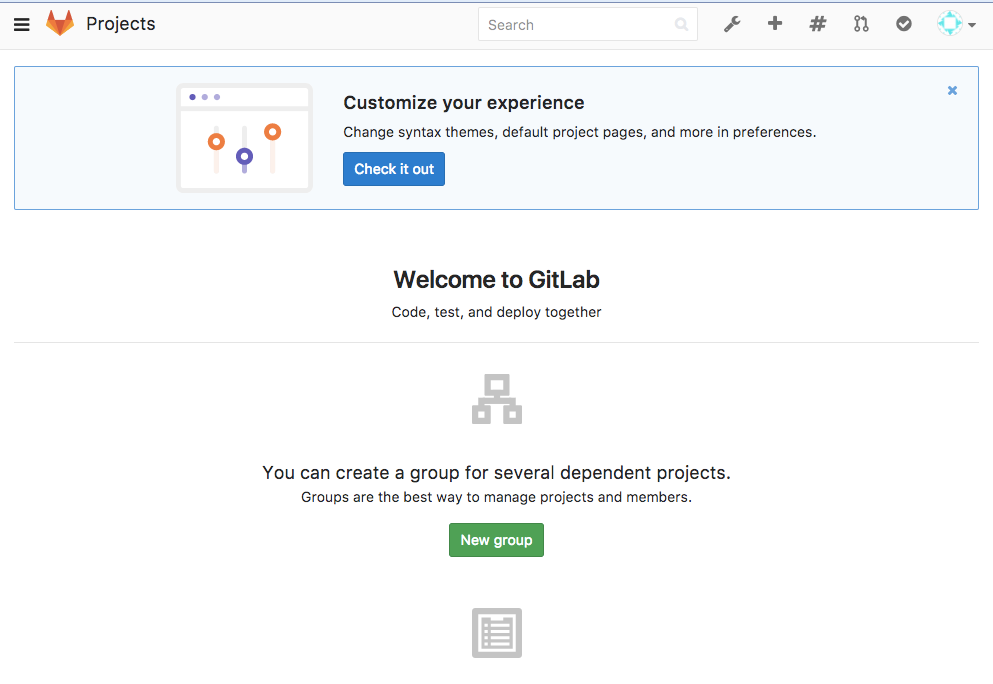 Projects
Search
Customize your experience
Change syntax themes, default project pages, and more in preferences.
Check it out
Welcome to GitLab
Code, test, and deploy together
You can create a group for several dependent projects.
Groups are the best way to manage projects and members.
New group